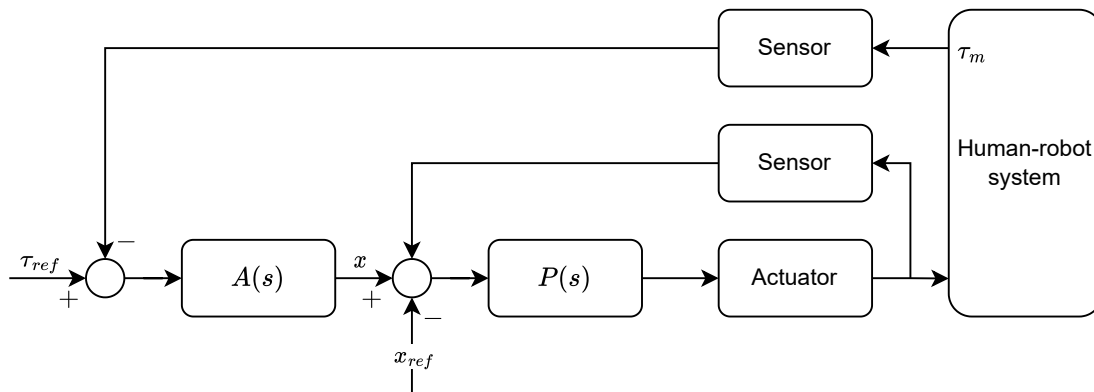 Sensor
τ_m
Sensor
Human-robot
system
−
τ_ref
+
A(s)
x
+
−
P(s)
Actuator
x_ref